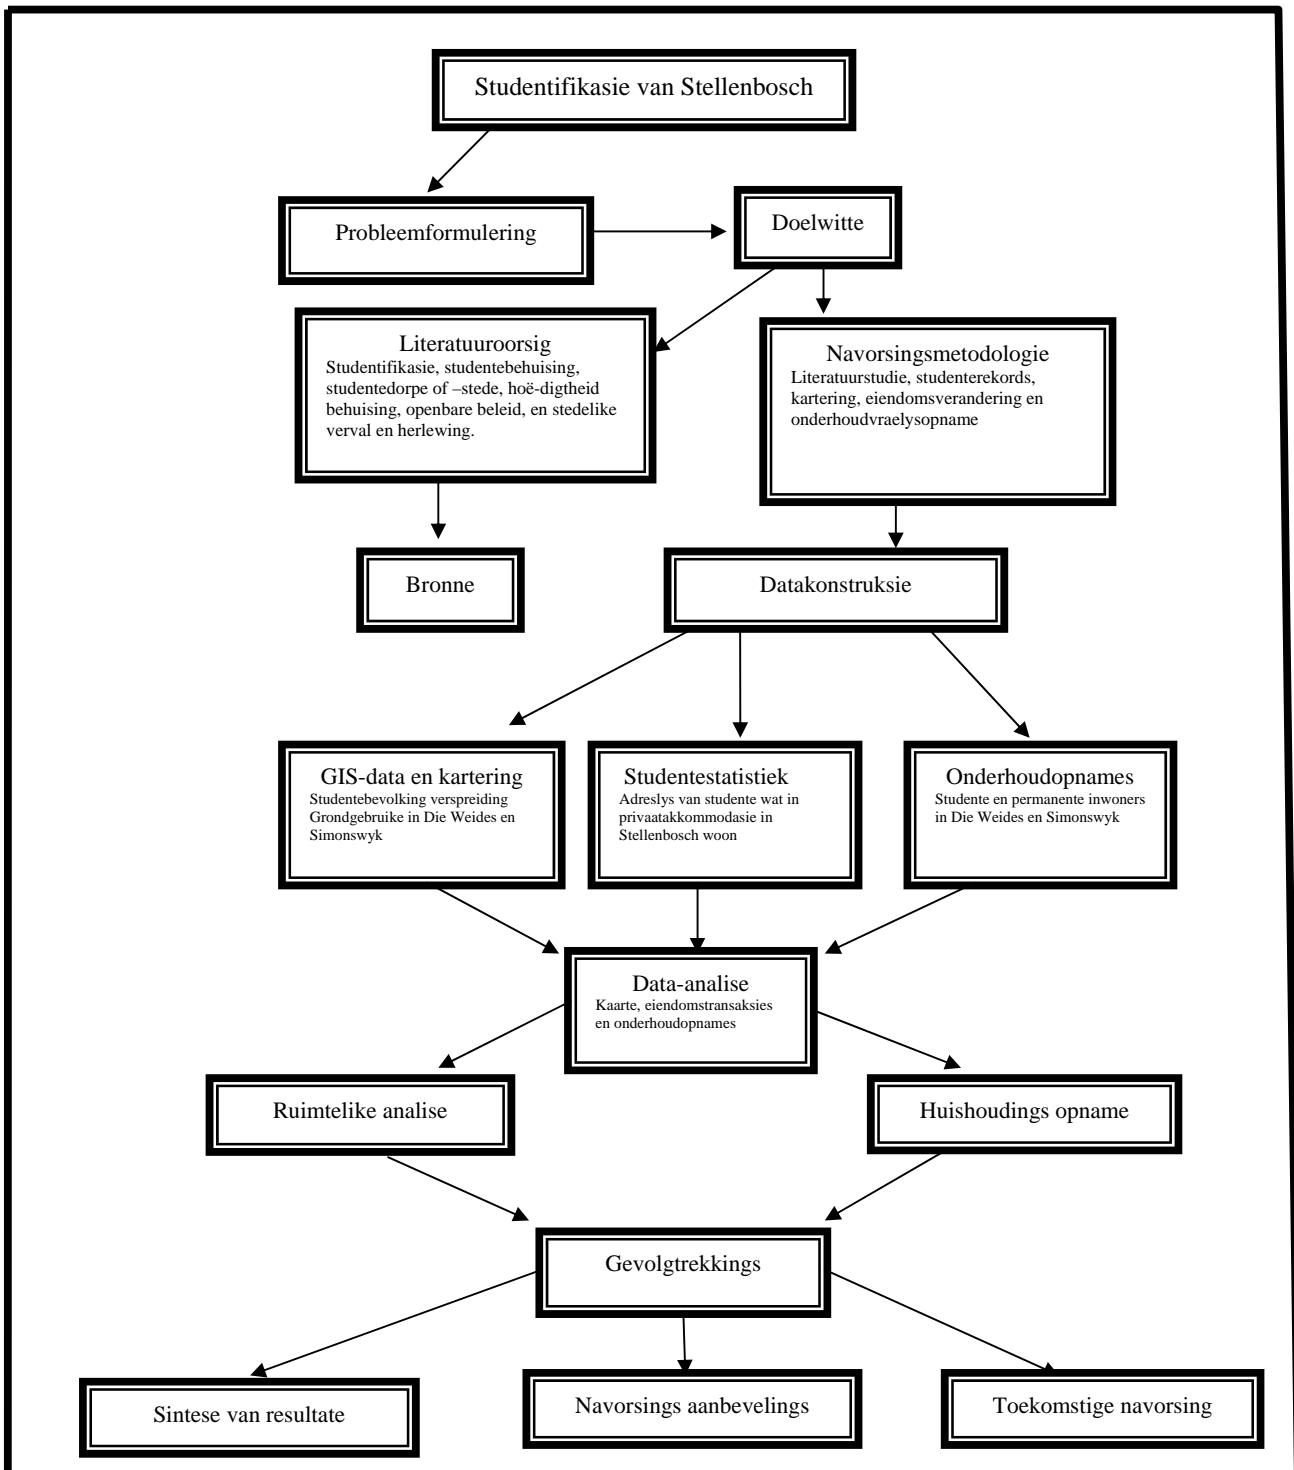 Studentifikasie van Stellenbosch
Probleemformulering
Doelwitte
Literatuuroorsig
Studentifikasie, studentebehuising,
studentedorpe of –stede, hoë-digtheid
behuising, openbare beleid, en stedelike
verval en herlewing.
Navorsingsmetodologie
Literatuurstudie, studenterekords,
kartering, eiendomsverandering en
onderhoudvraelysopname
Bronne
Datakonstruksie
GIS-data en kartering
Studentebevolking verspreiding
Grondgebruike in Die Weides en
Simonswyk
Studentestatistiek
Adreslys van studente wat in
privaatakkommodasie in
Stellenbosch woon
Onderhoudopnames
Studente en permanente inwoners
in Die Weides en Simonswyk
Data-analise
Kaarte, eiendomstransaksies
en onderhoudopnames
Ruimtelike analise
Huishoudings opname
Gevolgtrekkings
Sintese van resultate
Navorsings aanbevelings
Toekomstige navorsing